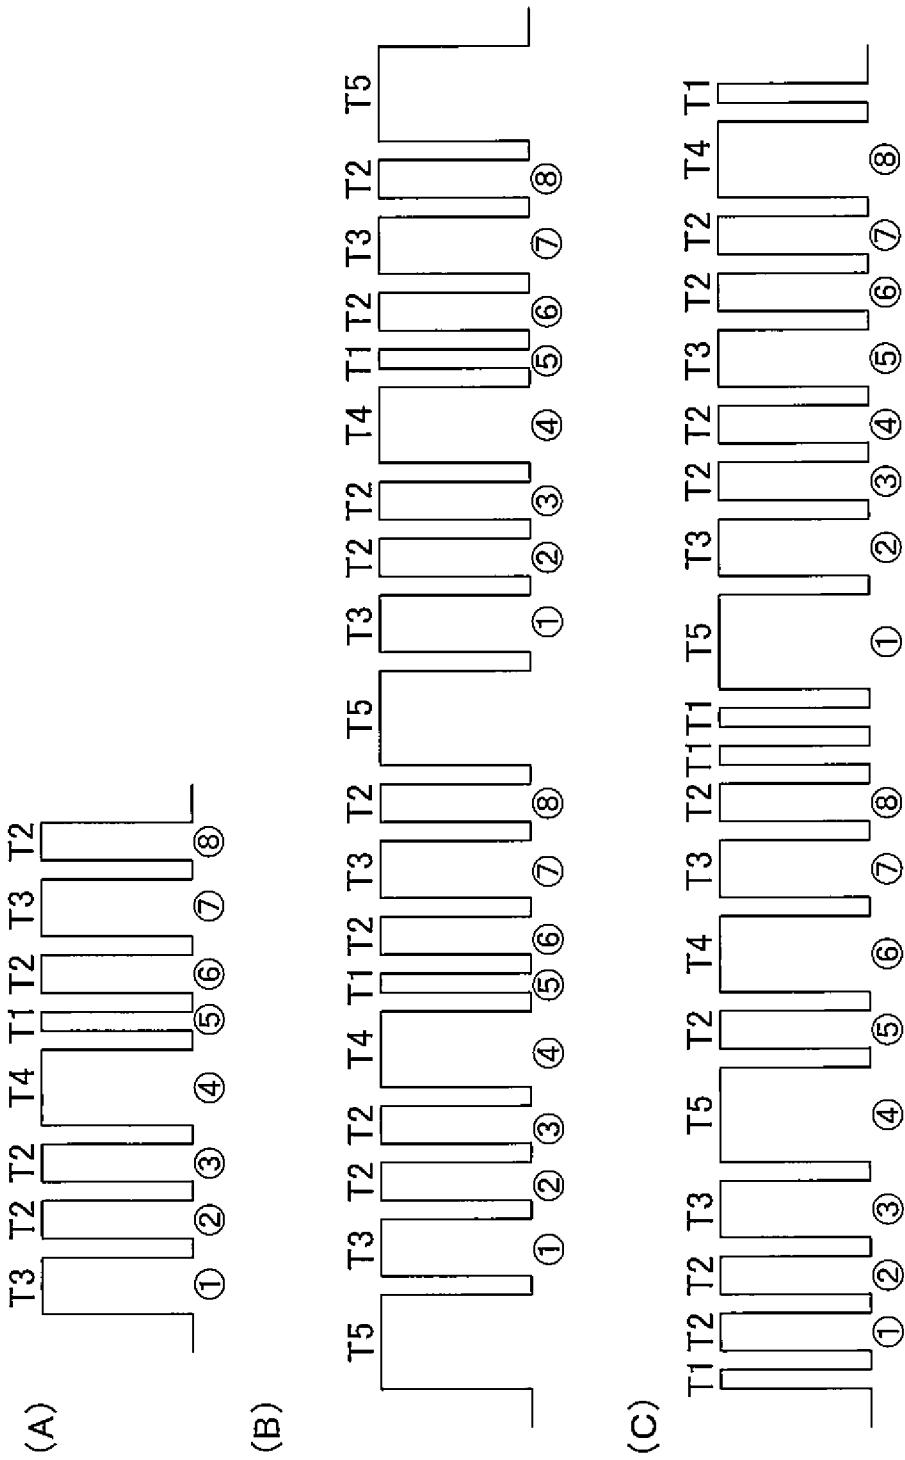 (A)
T3 T2 T2 T4 T1 T2 T3 T2
① ② ③ ④ ⑤ ⑥ ⑦ ⑧
(B)
T5 T3 T2 T2 T4 T1 T2 T3 T2 T5 T3 T2 T2 T4 T1 T2 T3 T2 T5
① ② ③ ④ ⑤ ⑥ ⑦ ⑧ ① ② ③ ④ ⑤ ⑥ ⑦ ⑧
(C)
T1 T2 T2 T3 T5 T2 T4 T3 T2 T1 T1 T5 T3 T2 T2 T3 T2 T2 T4 T1
① ② ③ ④ ⑤ ⑥ ⑦ ⑧ ① ② ③ ④ ⑤ ⑥ ⑦ ⑧